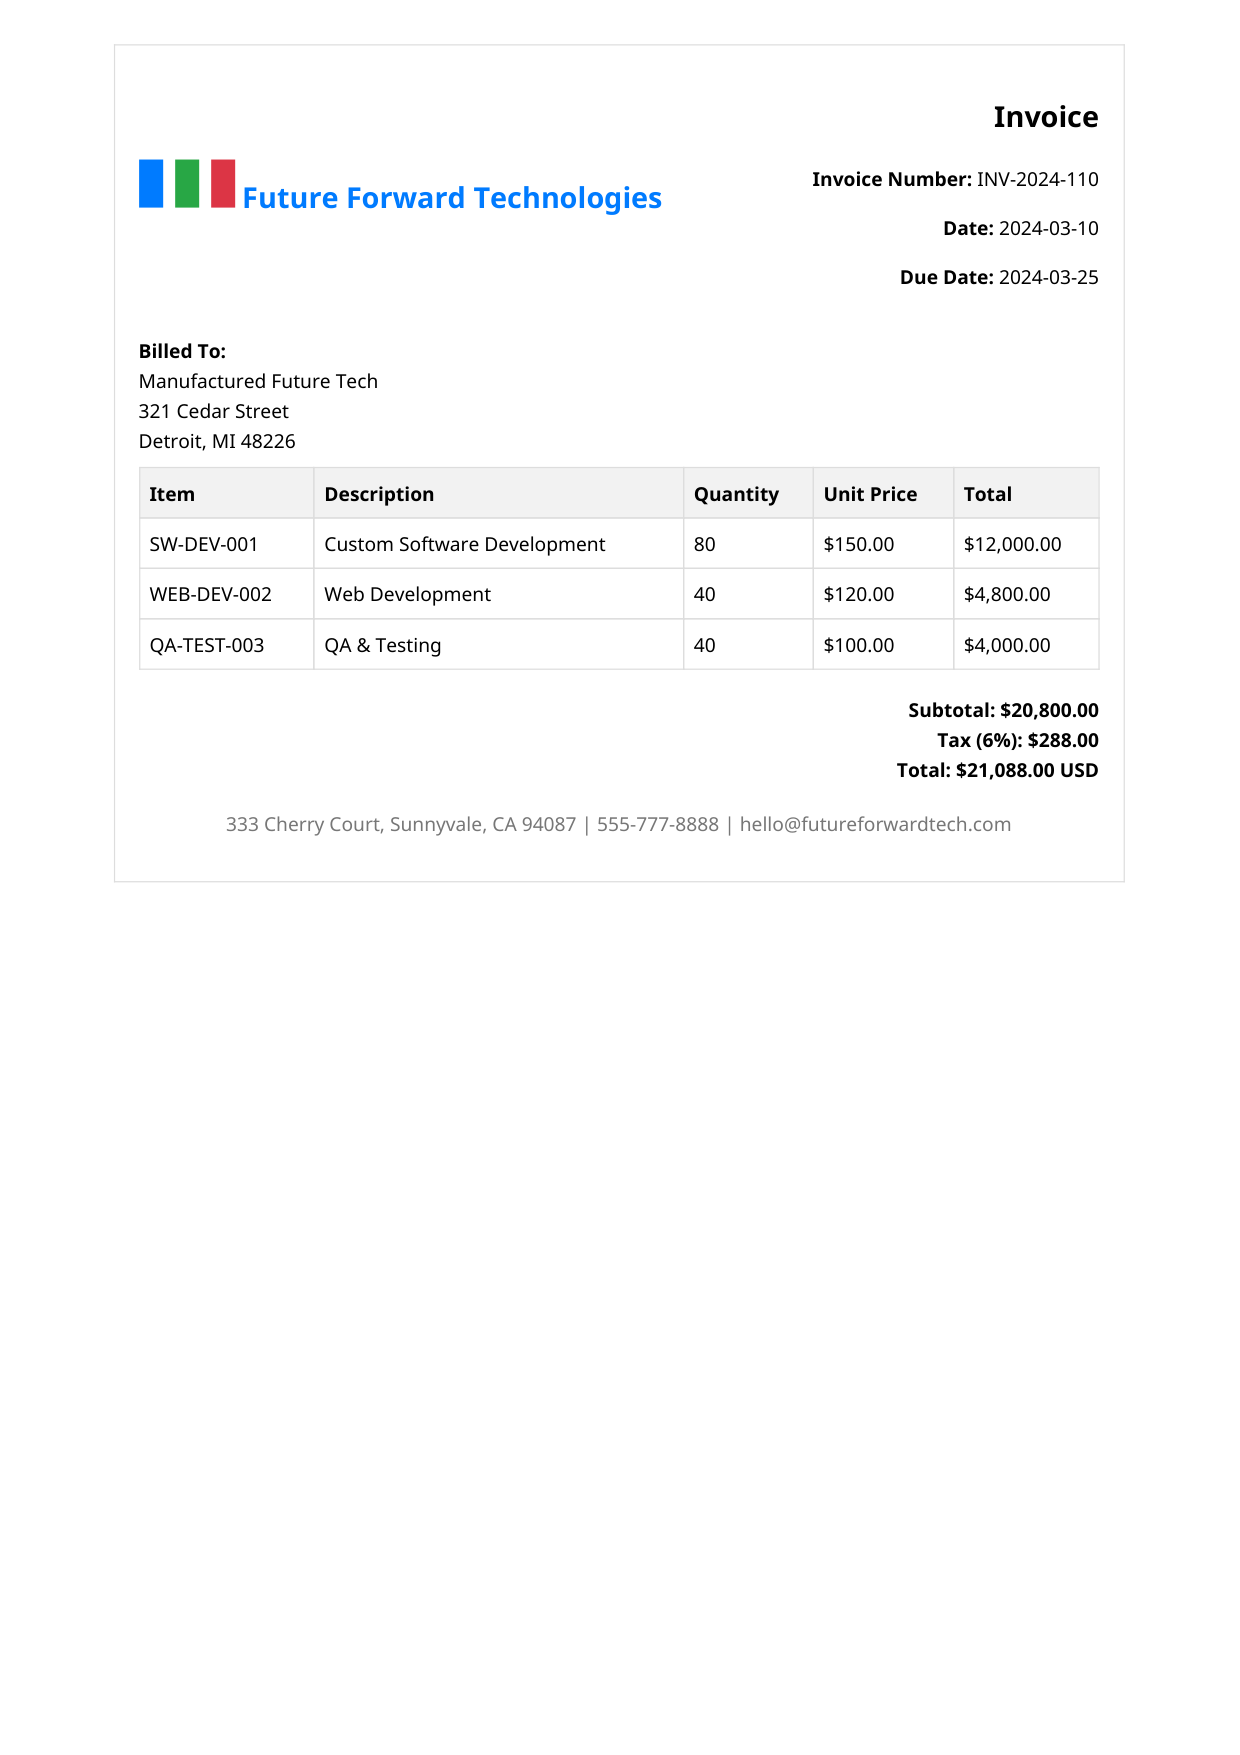 Invoice
Future Forward Technologies
Invoice Number: INV-2024-110
Date: 2024-03-10
Due Date: 2024-03-25
Billed To:
Manufactured Future Tech
321 Cedar Street
Detroit, MI 48226
Item Description Quantity Unit Price Total
SW-DEV-001 Custom Software Development 80 $150.00 $12,000.00
WEB-DEV-002 Web Development 40 $120.00 $4,800.00
QA-TEST-003 QA & Testing 40 $100.00 $4,000.00
Subtotal: $20,800.00
Tax (6%): $288.00
Total: $21,088.00 USD
333 Cherry Court, Sunnyvale, CA 94087 | 555-777-8888 | hello@futureforwardtech.com